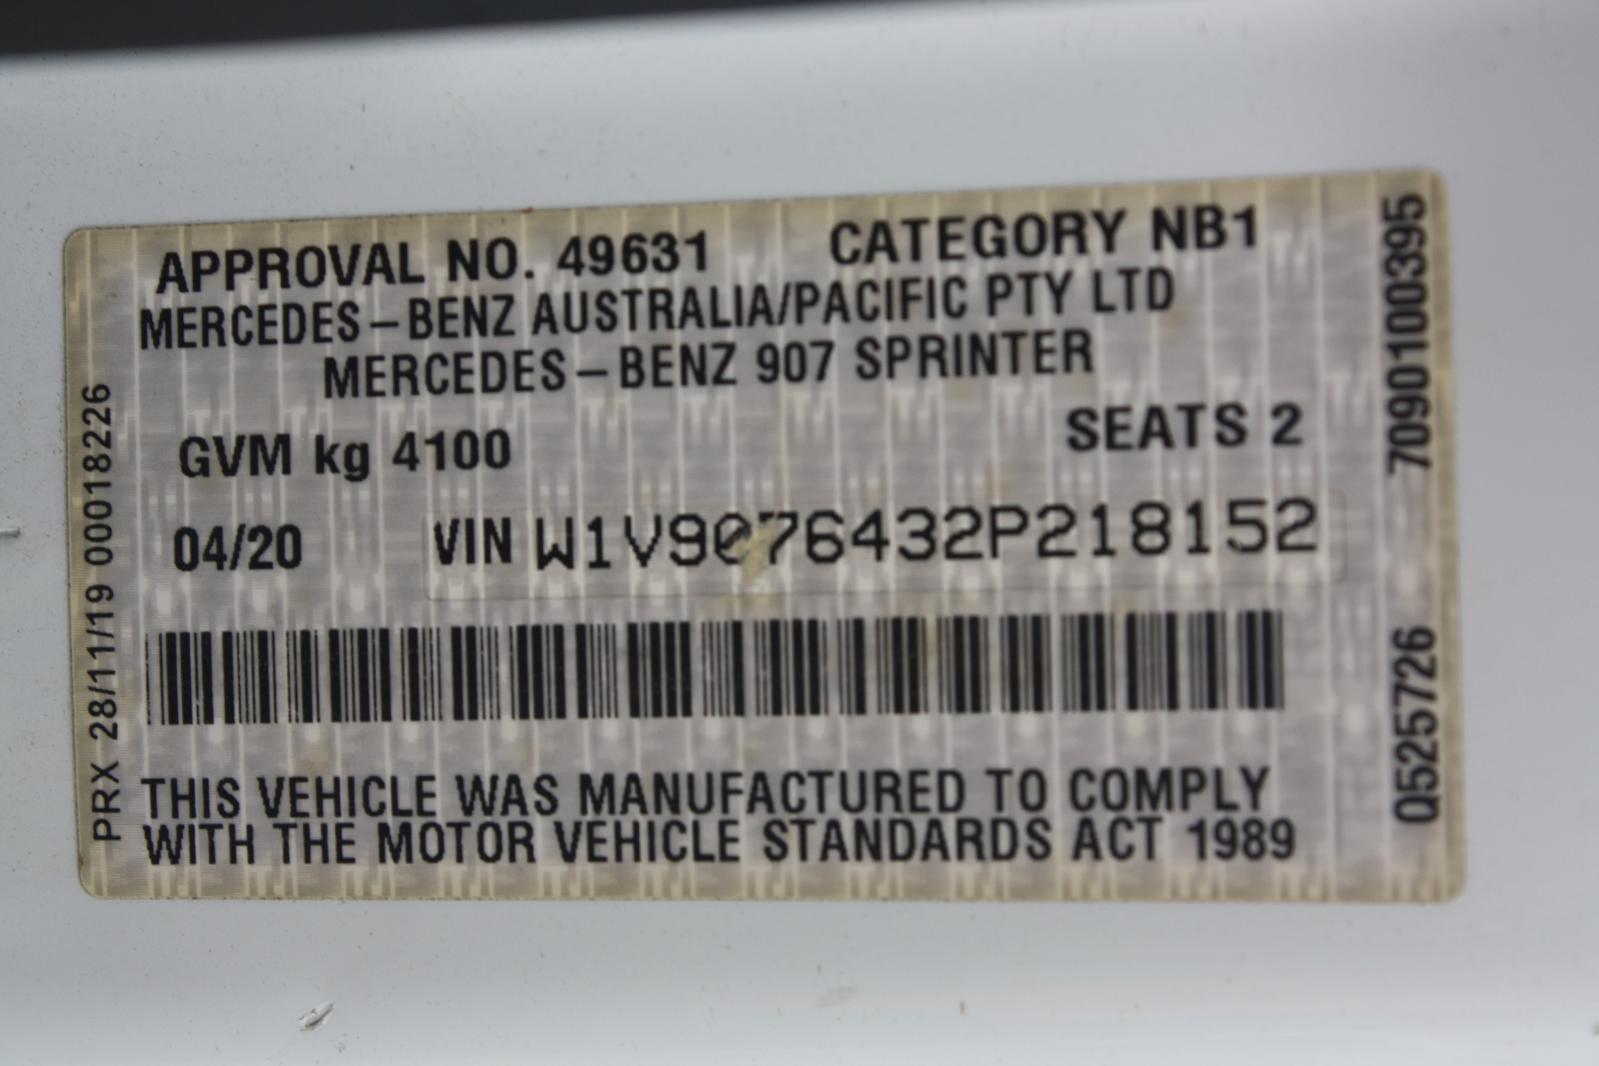 APPROVAL NO. 49631 CATEGORY NB1
MERCEDES-BENZ AUSTRALIA/PACIFIC PTY LTD
MERCEDES-BENZ 907 SPRINTER
GVM kg 4100 SEATS 2
04/20 VIN W1V9076432P218152
THIS VEHICLE WAS MANUFACTURED TO COMPLY
WITH THE MOTOR VEHICLE STANDARDS ACT 1989
PRX 28/11/19 00018226
Q525726 7090100395